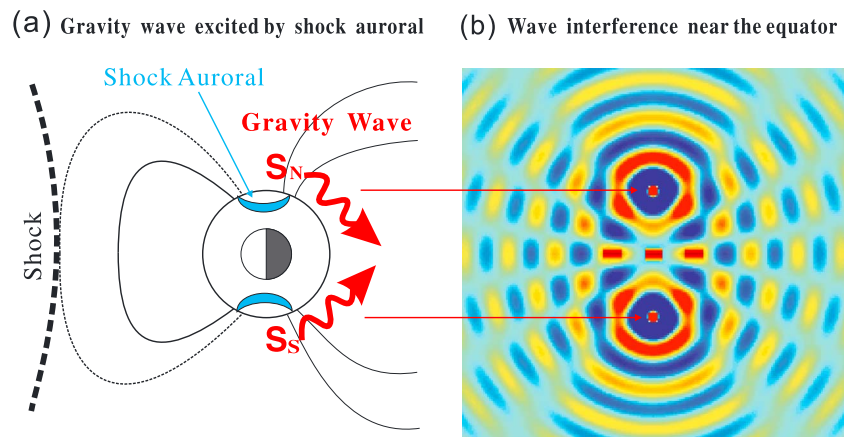 (a) Gravity wave excited by shock auroral
(b) Wave interference near the equator
Shock Auroral
Gravity Wave
SN
Shock
SS